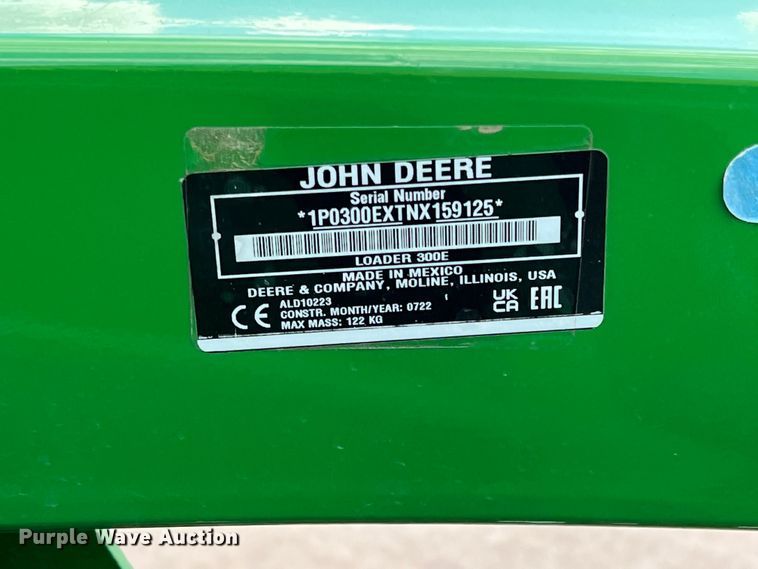 JOHN DEERE
Serial Number
*1P0300EXTNX159125*
LOADER 300E
MADE IN MEXICO
DEERE & COMPANY, MOLINE, ILLINOIS, USA
CE
ALD10223
CONSTR. MONTH/YEAR: 0722
MAX MASS: 122 KG
UK
CA
EAC
Purple Wave Auction